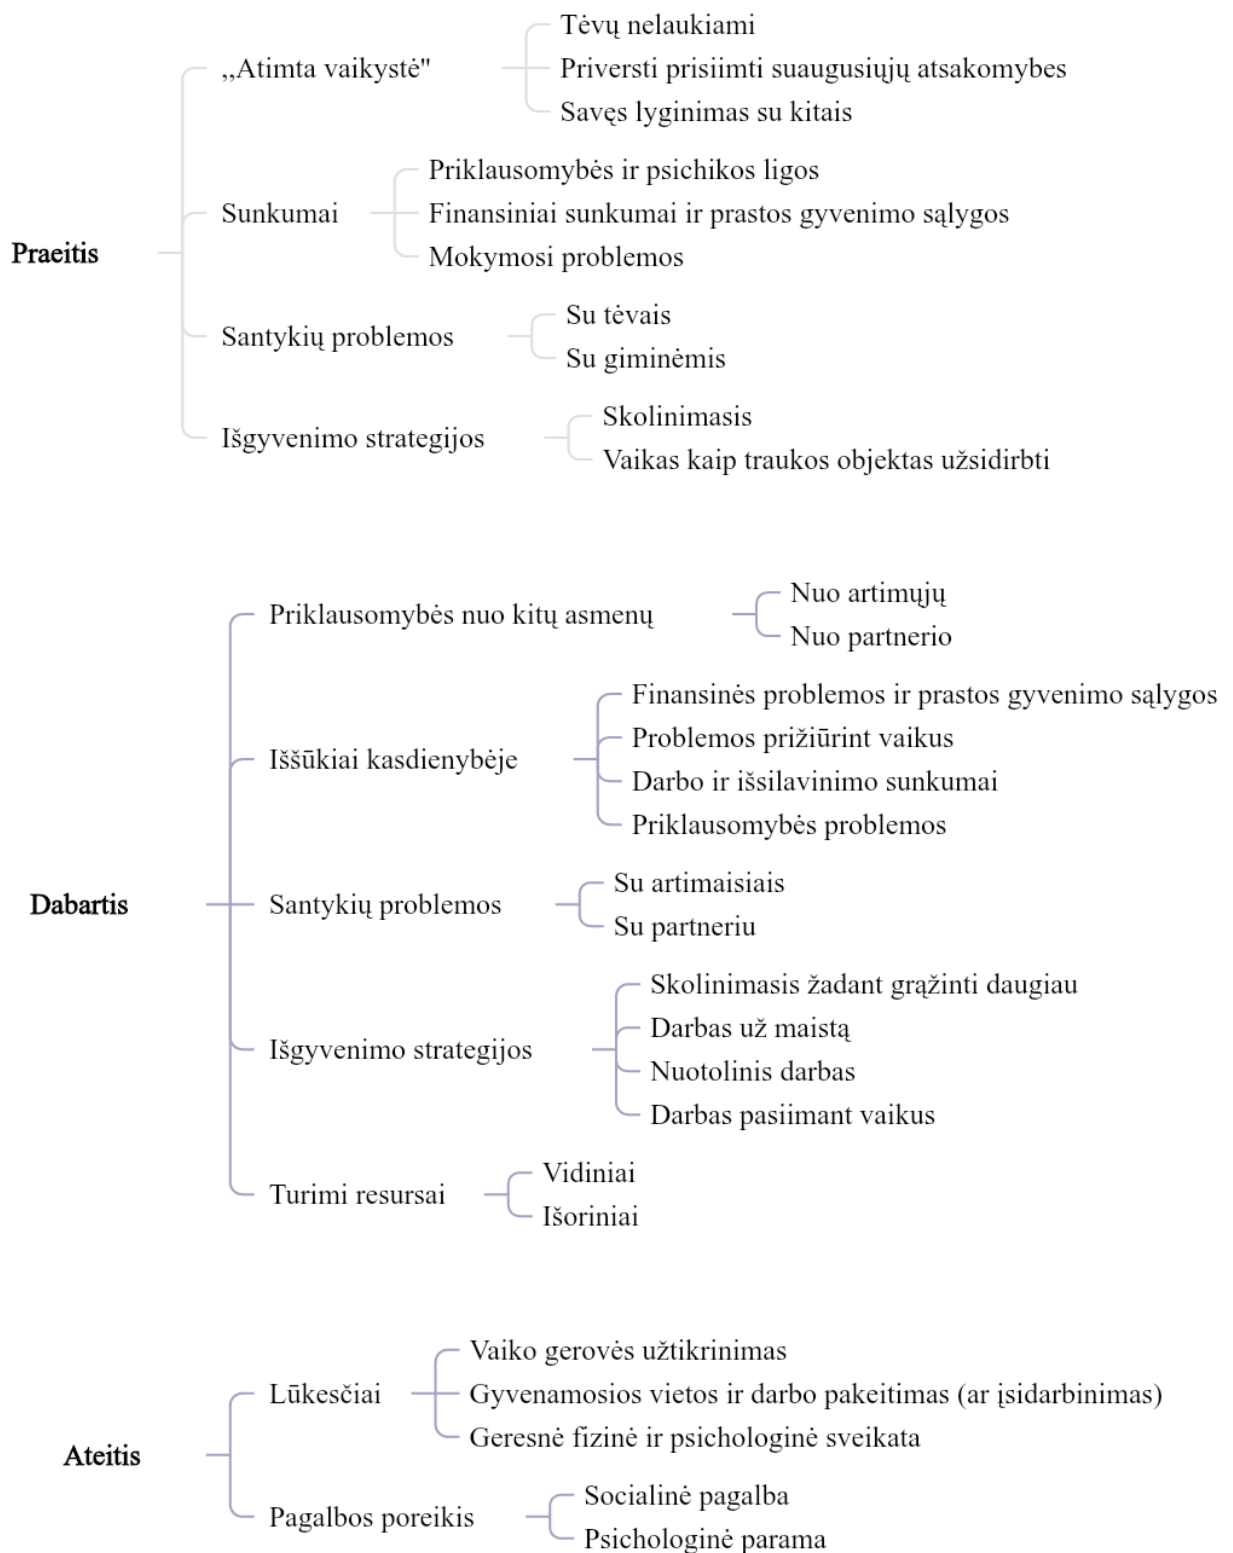 Praeitis
,,Atimta vaikystė"
Tėvų nelaukiami
Priversti prisiimti suaugusiųjų atsakomybes
Savęs lyginimas su kitais
Sunkumai
Priklausomybės ir psichikos ligos
Finansiniai sunkumai ir prastos gyvenimo sąlygos
Mokymosi problemos
Santykių problemos
Su tėvais
Su giminėmis
Išgyvenimo strategijos
Skolinimasis
Vaikas kaip traukos objektas užsidirbti
Dabartis
Priklausomybės nuo kitų asmenų
Nuo artimųjų
Nuo partnerio
Iššūkiai kasdienybėje
Finansinės problemos ir prastos gyvenimo sąlygos
Problemos prižiūrint vaikus
Darbo ir išsilavinimo sunkumai
Priklausomybės problemos
Santykių problemos
Su artimaisiais
Su partneriu
Išgyvenimo strategijos
Skolinimasis žadant grąžinti daugiau
Darbas už maistą
Nuotolinis darbas
Darbas pasiimant vaikus
Turimi resursai
Vidiniai
Išoriniai
Ateitis
Lūkesčiai
Vaiko gerovės užtikrinimas
Gyvenamosios vietos ir darbo pakeitimas (ar įsidarbinimas)
Geresnė fizinė ir psichologinė sveikata
Pagalbos poreikis
Socialinė pagalba
Psichologinė parama